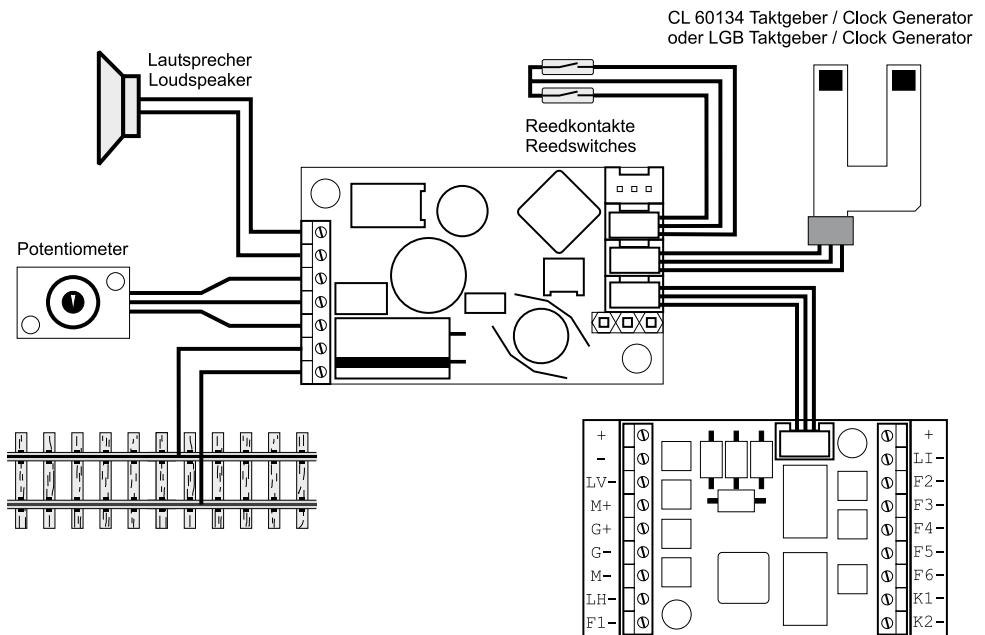 CL 60134 Taktgeber / Clock Generator
oder LGB Taktgeber / Clock Generator
Lautsprecher
Loudspeaker
Reedkontakte
Reedswitches
Potentiometer
+
-
LV-
M+
G+
G-
M-
LH-
F1-
+
LI-
F2-
F3-
F4-
F5-
F6-
K1-
K2-